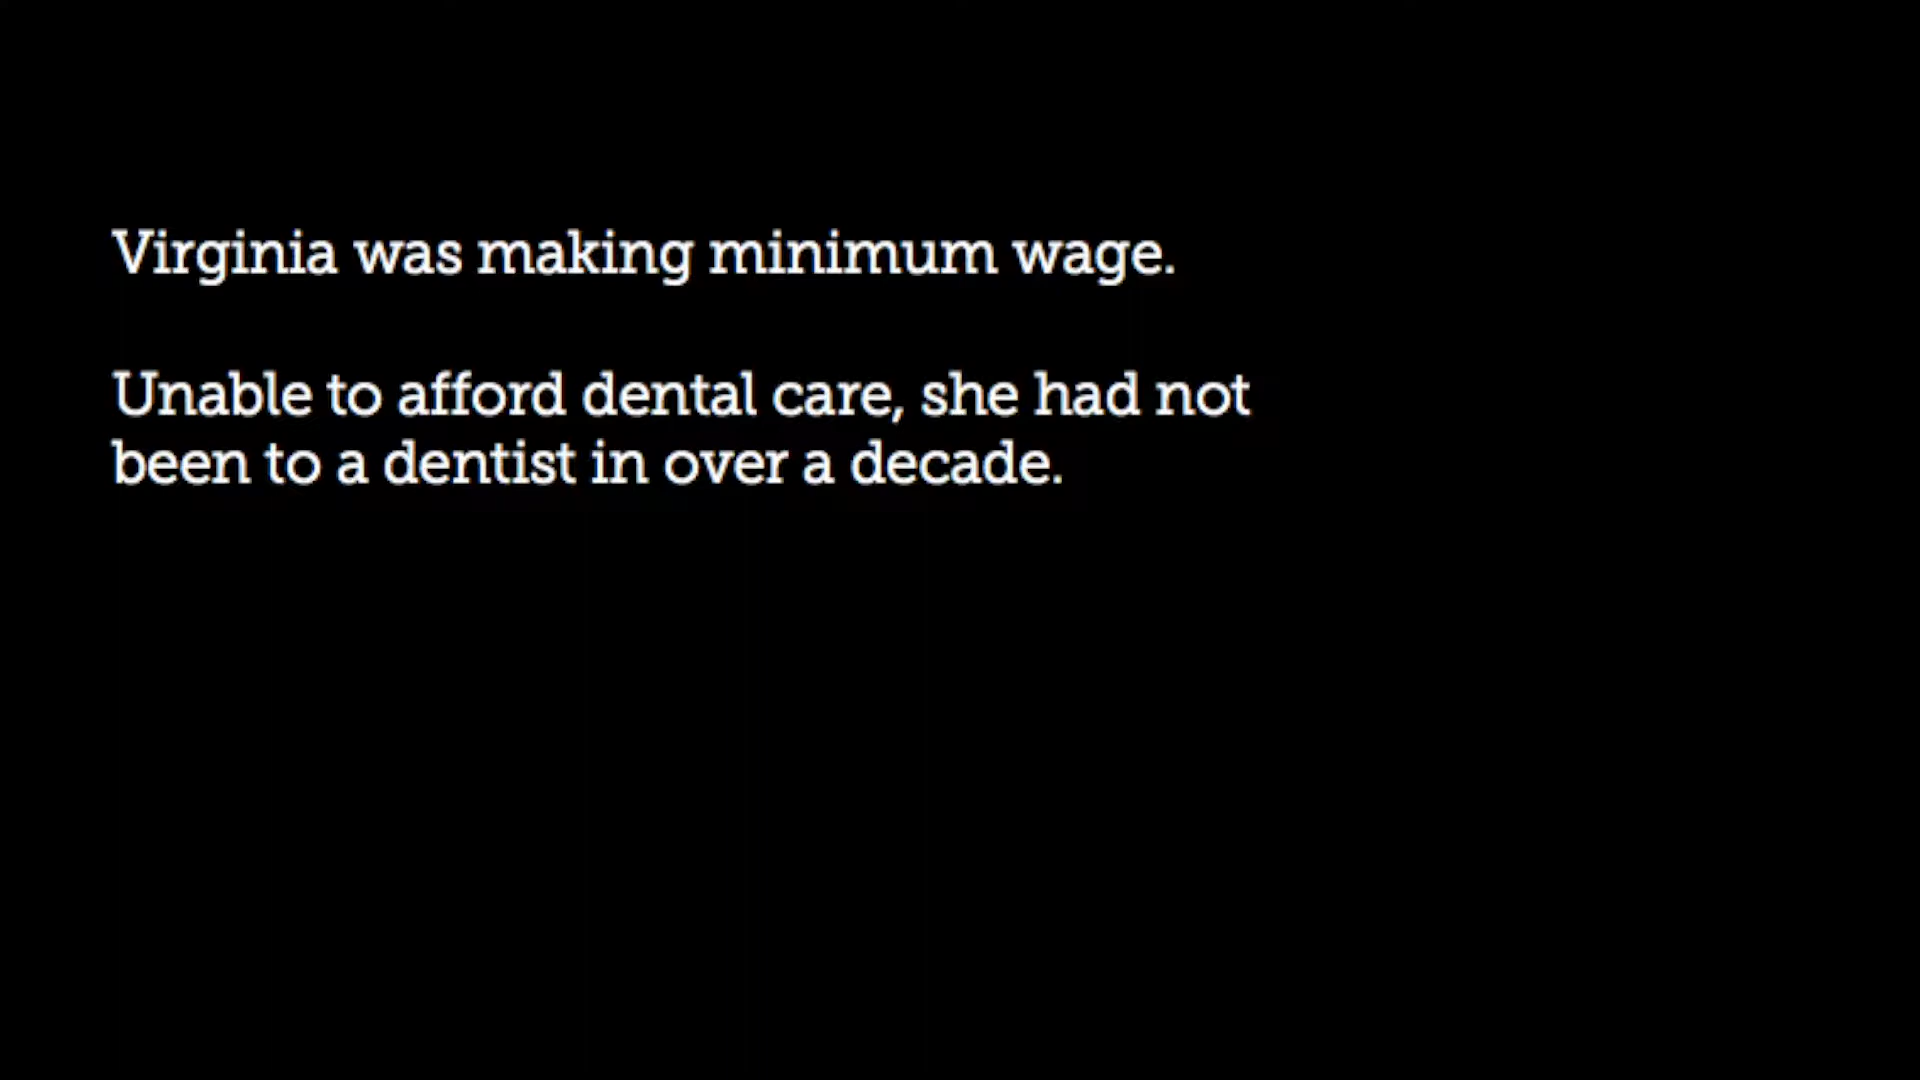 Virginia was making minimum wage.
Unable to afford dental care, she had not
been to a dentist in over a decade.